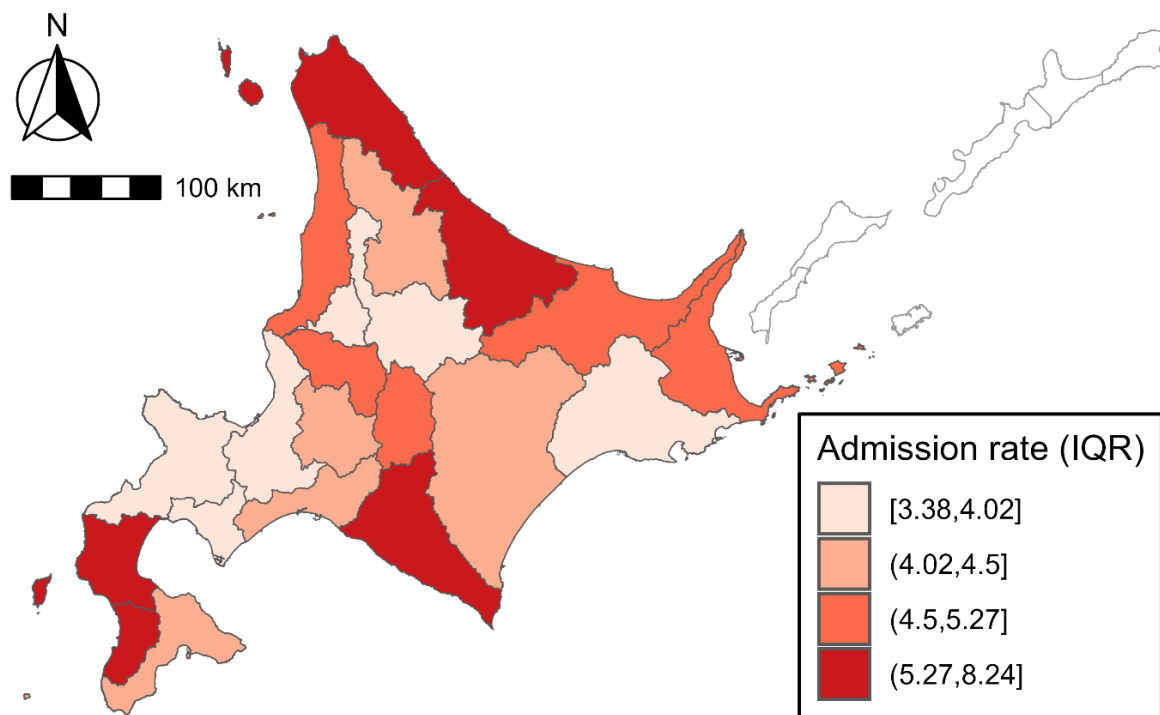 N
100 km
Admission rate (IQR)
[3.38,4.02]
(4.02,4.5]
(4.5,5.27]
(5.27,8.24]